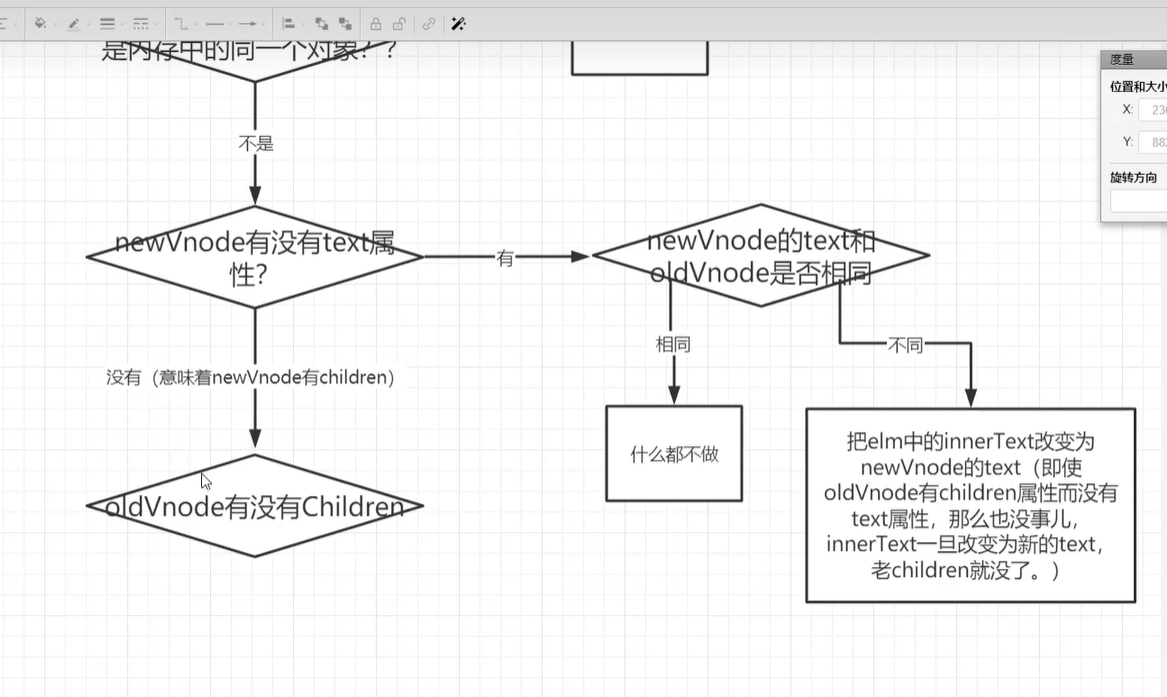 是内存中的同一个对象？？
不是
newVnode有没有text属
性？
有
newVnode的text和
oldVnode是否相同
没有（意味着newVnode有children）
相同
不同
oldVnode有没有Children
什么都不做
把elm中的innerText改变为
newVnode的text（即使
oldVnode有children属性而没有
text属性，那么也没事儿，
innerText一旦改变为新的text，
老children就没了。）
度量
位置和大小
X:
Y:
旋转方向